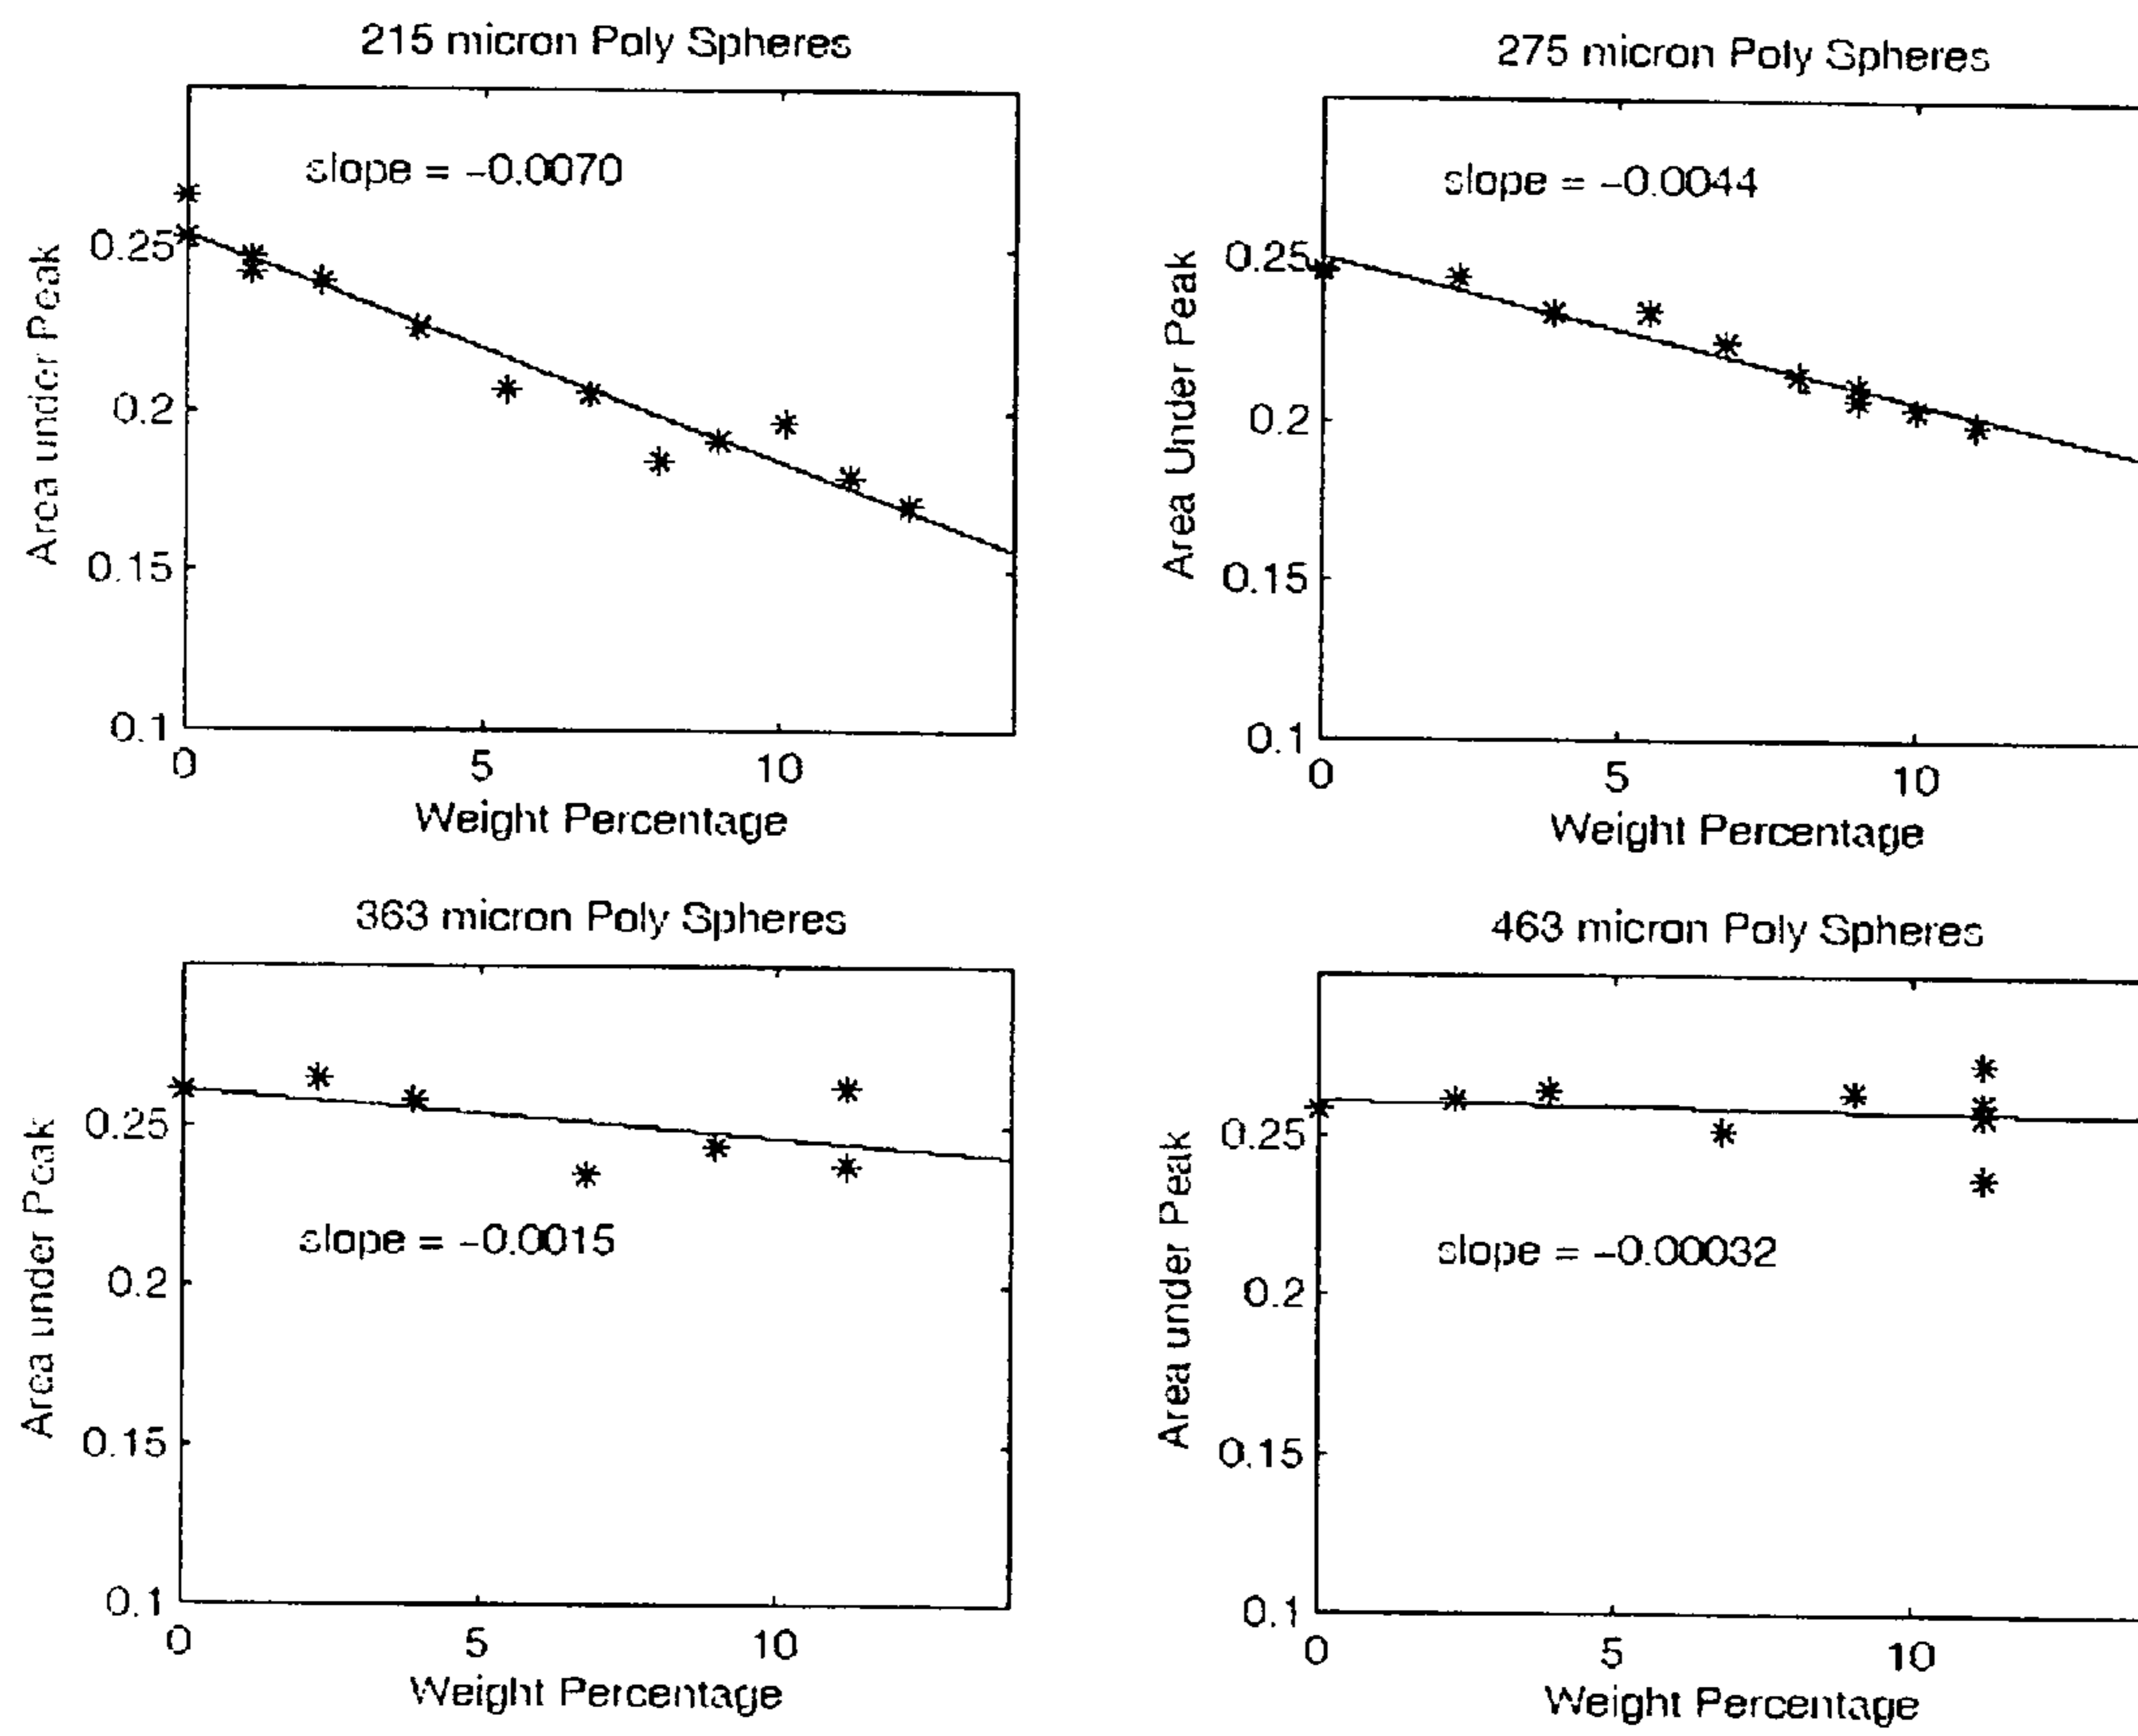 215 micron Poly Spheres
slope = -0.0070
Area under Peak
0.25
0.2
0.15
0.1
0 5 10
Weight Percentage
275 micron Poly Spheres
slope = -0.0044
Area Under Peak
0.25
0.2
0.15
0.1
0 5 10
Weight Percentage
363 micron Poly Spheres
slope = -0.0015
Area under Peak
0.25
0.2
0.15
0.1
0 5 10
Weight Percentage
463 micron Poly Spheres
slope = -0.00032
Area under Peak
0.25
0.2
0.15
0.1
0 5 10
Weight Percentage